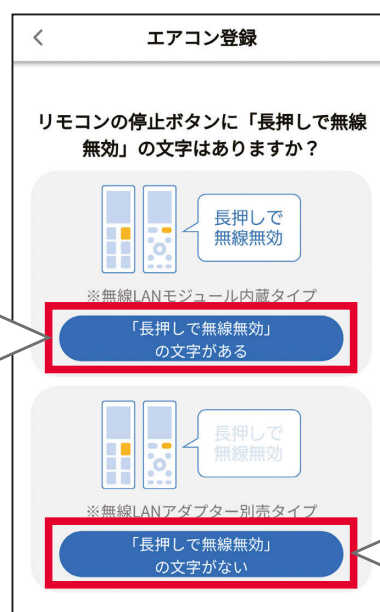 エアコン登録
リモコンの停止ボタンに「長押しで無線
無効」の文字はありますか？
長押しで
無線無効
※無線LANモジュール内蔵タイプ
「長押しで無線無効」
の文字がある
長押しで
無線無効
※無線LANアダプター別売タイプ
「長押しで無線無効」
の文字がない